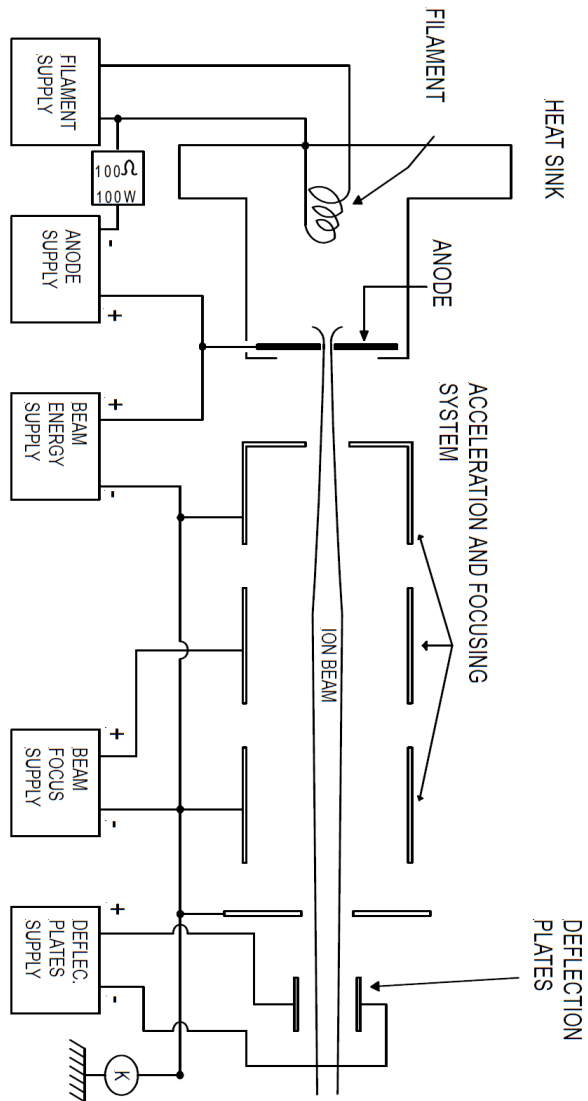 HEAT SINK
FILAMENT
ANODE
ACCELERATION AND FOCUSING
SYSTEM
DEFLECTION
PLATES
ION BEAM
FILAMENT
SUPPLY
100Ω
100W
ANODE
SUPPLY
-
+
BEAM
ENERGY
SUPPLY
+
-
BEAM
FOCUS
SUPPLY
+
-
DEFLEC.
PLATES
SUPPLY
+
-
K